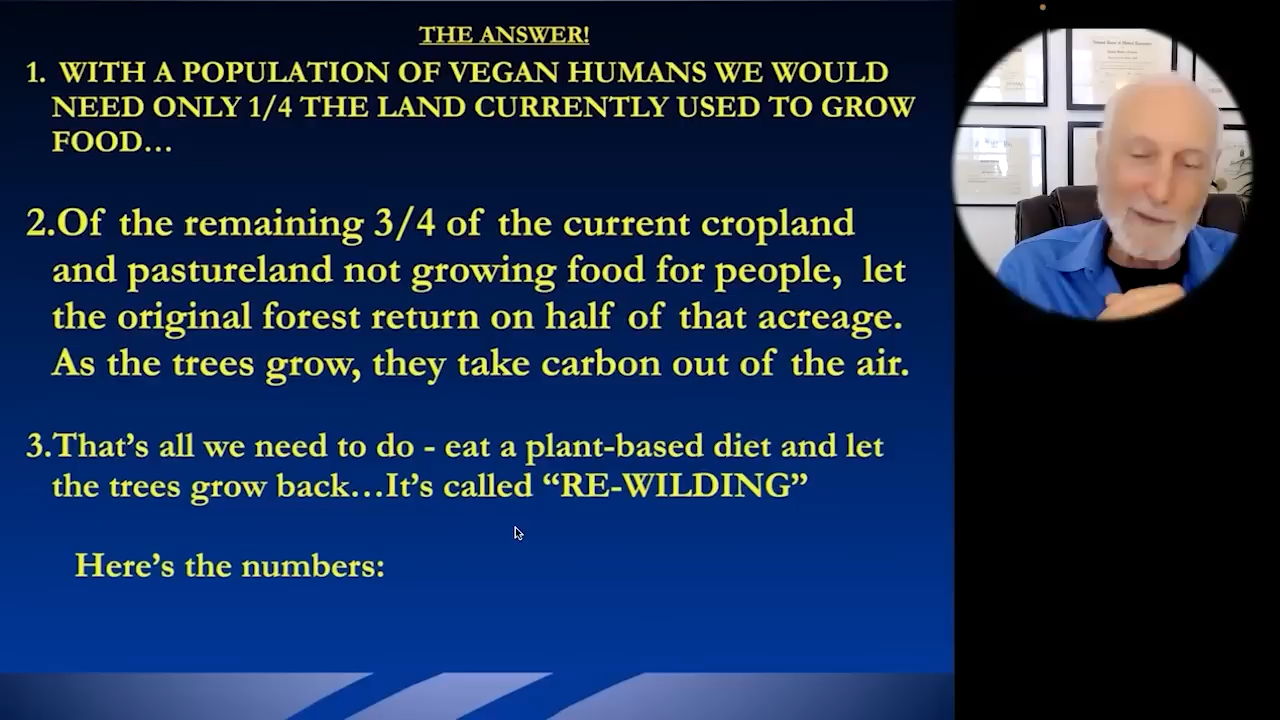 THE ANSWER!
1. WITH A POPULATION OF VEGAN HUMANS WE WOULD
NEED ONLY 1/4 THE LAND CURRENTLY USED TO GROW
FOOD…
2.Of the remaining 3/4 of the current cropland
and pastureland not growing food for people, let
the original forest return on half of that acreage.
As the trees grow, they take carbon out of the air.
3.That’s all we need to do - eat a plant-based diet and let
the trees grow back…It’s called “RE-WILDING”
Here’s the numbers: